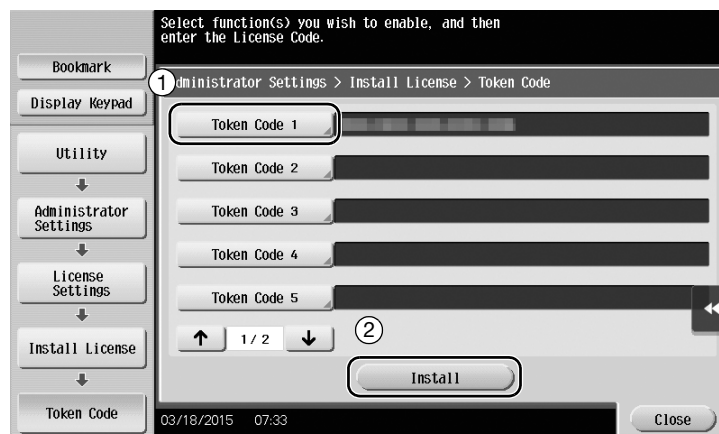 Select function(s) you wish to enable, and then
enter the License Code.
Bookmark
Display Keypad
Utility
Administrator
Settings
License
Settings
Install License
Token Code
1
dministrator Settings > Install License > Token Code
Token Code 1
Token Code 2
Token Code 3
Token Code 4
Token Code 5
1/ 2
2
Install
03/18/2015 07:33
Close